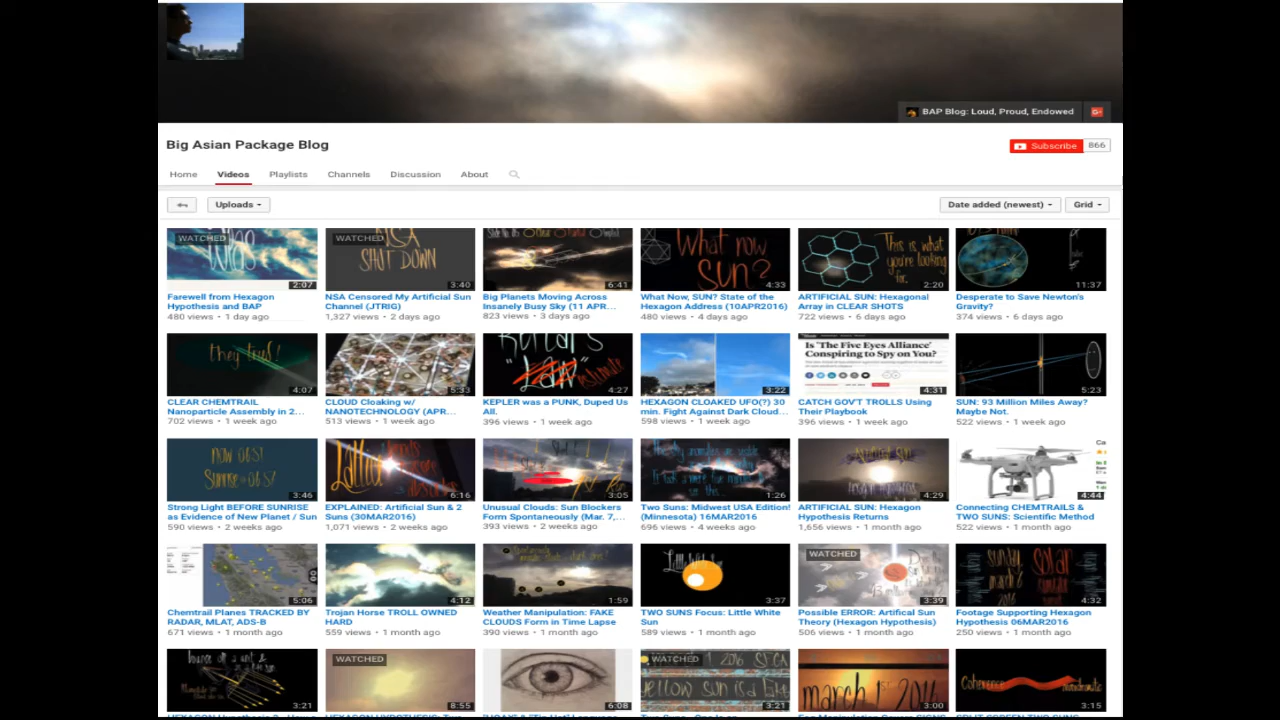 BAP Blog: Loud, Proud, Endowed
Big Asian Package Blog
Subscribe 866
Home Videos Playlists Channels Discussion About
Uploads
Date added (newest) Grid
WATCHED
was
2:07
Farewell from Hexagon
Hypothesis and BAP
480 views • 1 day ago
WATCHED
NSA
SHUT DOWN
3:40
NSA Censored My Artificial Sun
Channel (JTRIG)
1,327 views • 2 days ago
6:41
Big Planets Moving Across
Insanely Busy Sky (11 APR...
823 views • 3 days ago
What now
sun?
4:33
What Now, SUN? State of the
Hexagon Address (10APR2016)
480 views • 4 days ago
This is what
you're looking
for.
2:20
ARTIFICIAL SUN: Hexagonal
Array in CLEAR SHOTS
722 views • 6 days ago
11:37
Desperate to Save Newton's
Gravity?
374 views • 6 days ago
they tried!
4:07
CLEAR CHEMTRAIL
Nanoparticle Assembly in 2...
702 views • 1 week ago
5:33
CLOUD Cloaking w/
NANOTECHNOLOGY (APR...
513 views • 1 week ago
4:27
KEPLER was a PUNK, Duped Us
All.
396 views • 1 week ago
3:22
HEXAGON CLOAKED UFO(?) 30
min. Fight Against Dark Cloud...
598 views • 1 week ago
Is 'The Five Eyes Alliance'
Conspiring to Spy on You?
4:31
CATCH GOV'T TROLLS Using
Their Playbook
396 views • 1 week ago
5:23
SUN: 93 Million Miles Away?
Maybe Not.
522 views • 1 week ago
3:46
Strong Light BEFORE SUNRISE
as Evidence of New Planet / Sun
590 views • 2 weeks ago
6:16
EXPLAINED: Artificial Sun & 2
Suns (30MAR2016)
1,071 views • 2 weeks ago
3:05
Unusual Clouds: Sun Blockers
Form Spontaneously (Mar. 7,...
393 views • 2 weeks ago
1:26
Two Suns: Midwest USA Edition!
(Minnesota) 16MAR2016
696 views • 4 weeks ago
4:29
ARTIFICIAL SUN: Hexagon
Hypothesis Returns
1,656 views • 1 month ago
4:44
Connecting CHEMTRAILS &
TWO SUNS: Scientific Method
522 views • 1 month ago
5:06
Chemtrail Planes TRACKED BY
RADAR, MLAT, ADS-B
671 views • 1 month ago
4:12
Trojan Horse TROLL OWNED
HARD
559 views • 1 month ago
1:59
Weather Manipulation: FAKE
CLOUDS Form in Time Lapse
390 views • 1 month ago
3:37
TWO SUNS Focus: Little White
Sun
589 views • 1 month ago
WATCHED
3:39
Possible ERROR: Artifical Sun
Theory (Hexagon Hypothesis)
506 views • 1 month ago
sunday
march 6
2016
4:32
Footage Supporting Hexagon
Hypothesis 06MAR2016
250 views • 1 month ago
3:21
WATCHED
8:55
6:08
WATCHED
yellow sun is a
3:21
march 1st 2016
3:00
Coherence
3:15